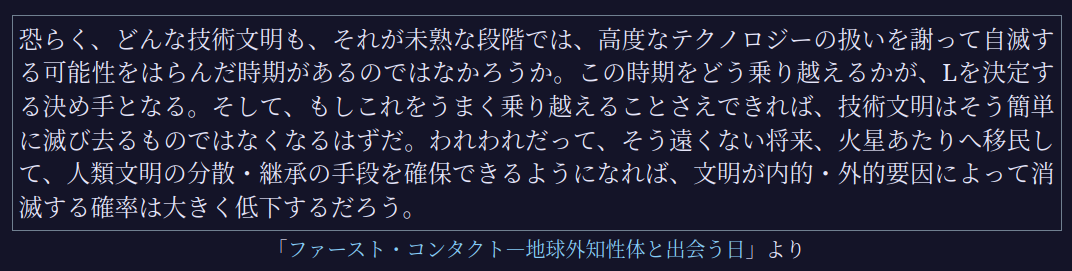 恐らく、どんな技術文明も、それが未熟な段階では、高度なテクノロジーの扱いを謝って自滅す
る可能性をはらんだ時期があるのではなかろうか。この時期をどう乗り越えるかが、Lを決定す
る決め手となる。そして、もしこれをうまく乗り越えることさえできれば、技術文明はそう簡単
に滅び去るものではなくなるはずだ。われわれだって、そう遠くない将来、火星あたりへ移民し
て、人類文明の分散・継承の手段を確保できるようになれば、文明が内的・外的要因によって消
滅する確率は大きく低下するだろう。
「ファースト・コンタクト―地球外知性体と出会う日」より